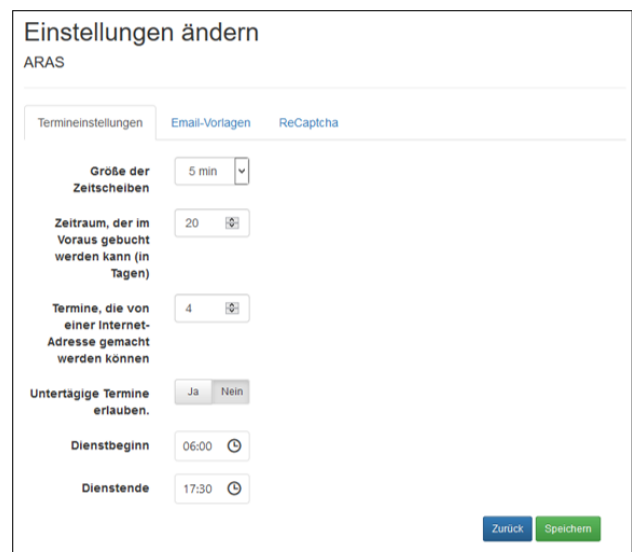 Einstellungen ändern
ARAS
Termineinstellungen Email-Vorlagen ReCaptcha
Größe der
Zeitscheiben
5 min
Zeitraum, der im
Voraus gebucht
werden kann (in
Tagen)
20
Termine, die von
einer Internet-
Adresse gemacht
werden können
4
Untertägige Termine
erlauben.
Ja Nein
Dienstbeginn
06:00
Dienstende
17:30
Zurück Speichern